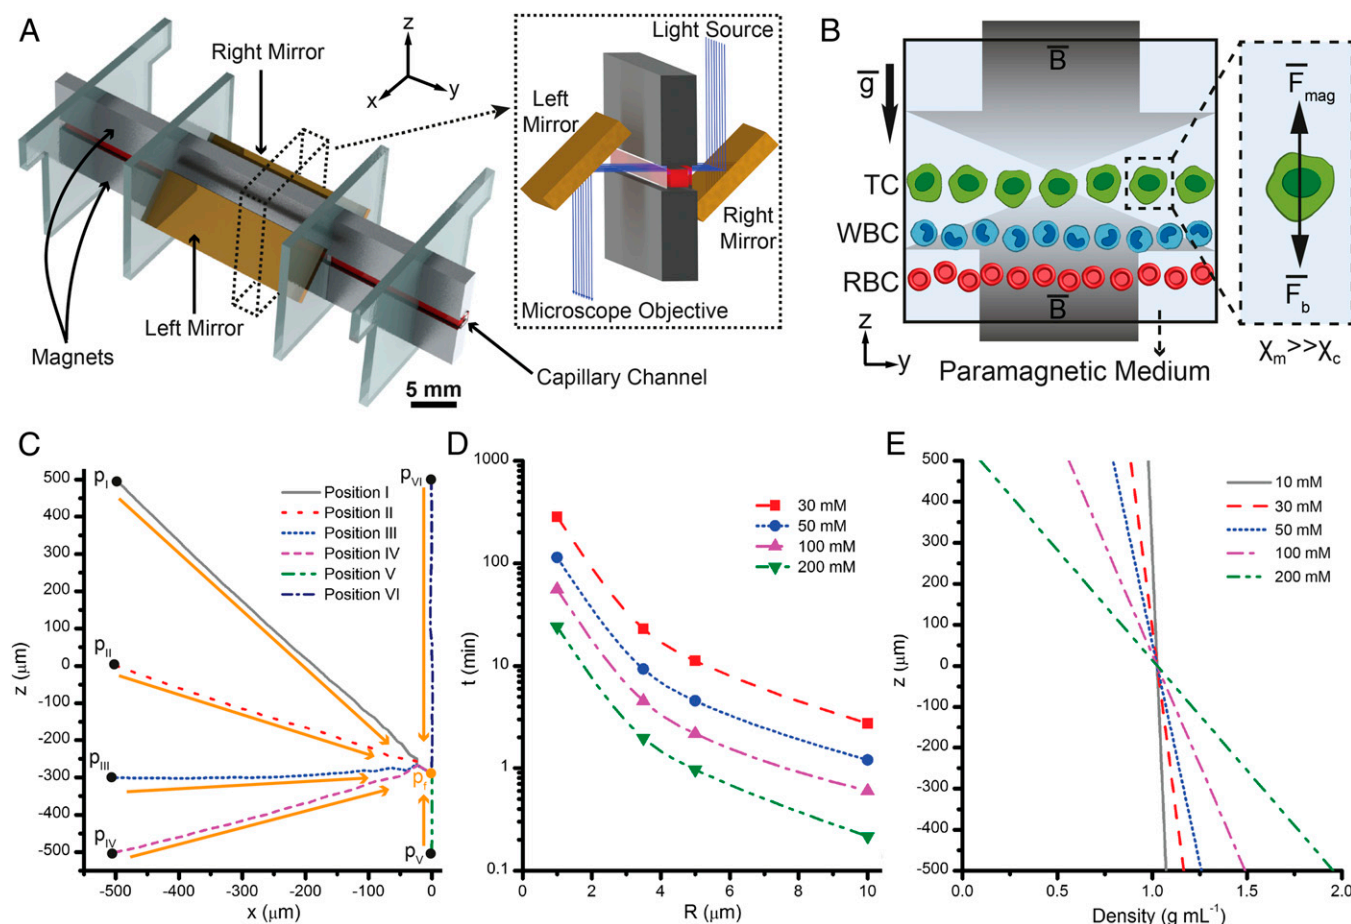 A
Right Mirror
Left Mirror
Magnets
5 mm
Capillary Channel
z
x
y
Light Source
Left
Mirror
Right
Mirror
Microscope Objective
B
g
B
TC
WBC
RBC
B
z
y
Paramagnetic Medium
F mag
F b
χm>>χc
C
500
400
300
200
100
0
-100
-200
-300
-400
-500
z (μm)
-500
-400
-300
-200
-100
0
x (μm)
pI
pII
pIII
pIV
pV
pVI
pf
Position I
Position II
Position III
Position IV
Position V
Position VI
D
1000
100
10
1
0.1
t (min)
0
2
4
6
8
10
R (μm)
30 mM
50 mM
100 mM
200 mM
E
500
400
300
200
100
0
-100
-200
-300
-400
-500
z (μm)
0.0
0.5
1.0
1.5
2.0
Density (g mL-1)
10 mM
30 mM
50 mM
100 mM
200 mM